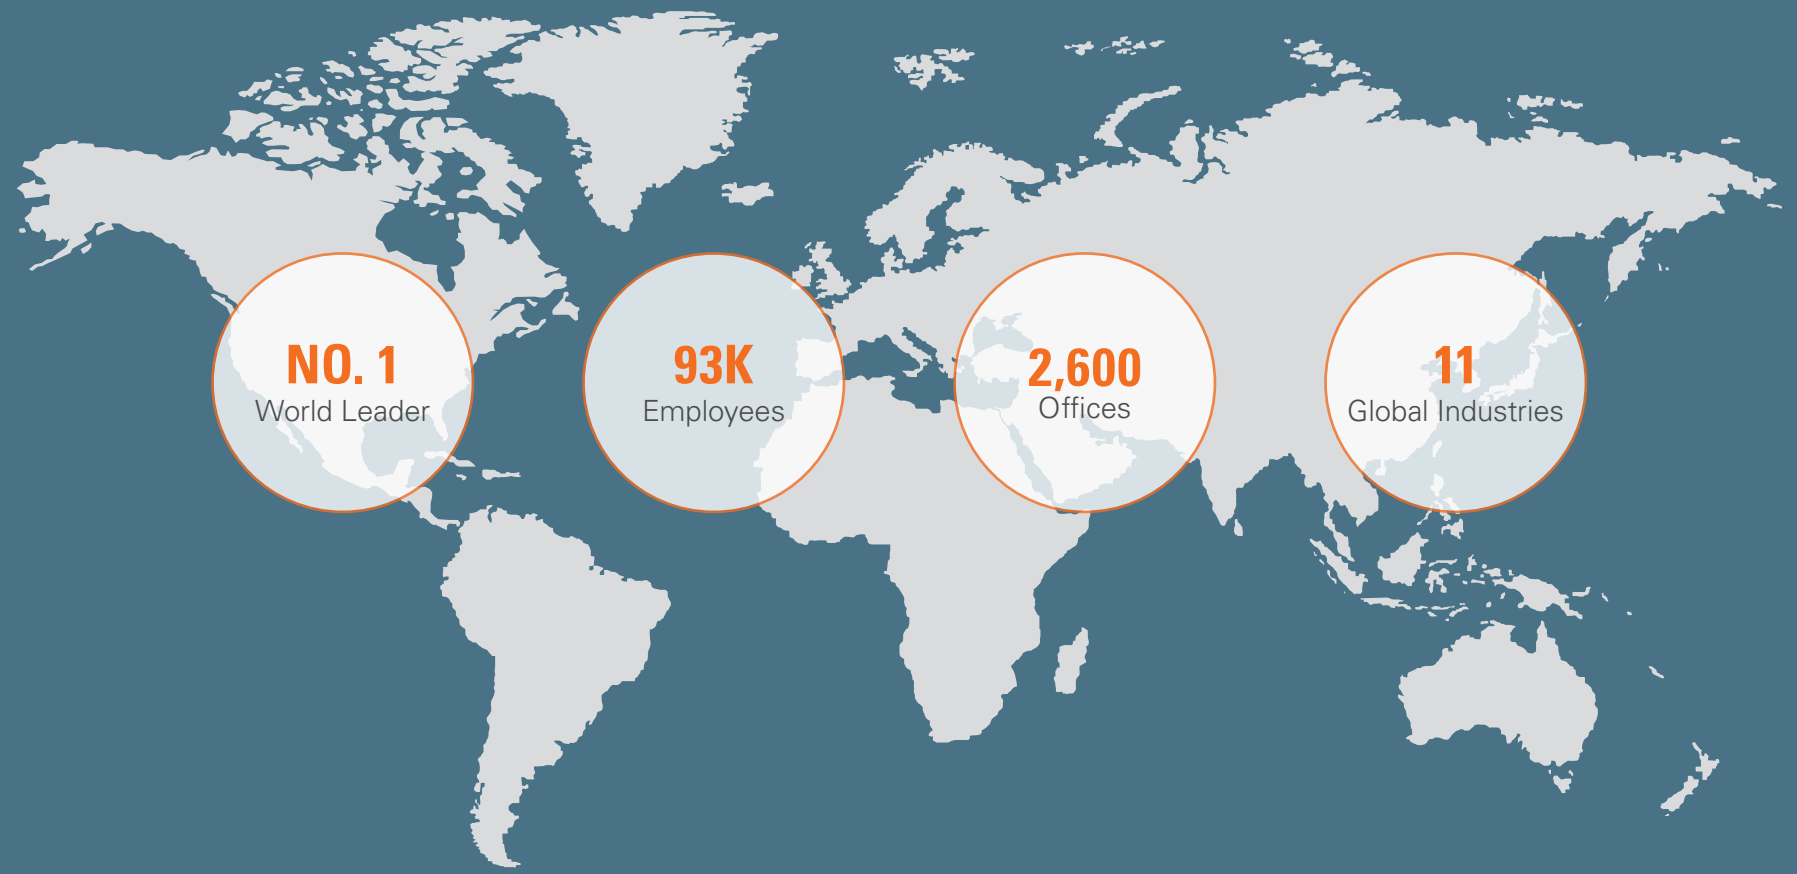 NO. 1
World Leader
93K
Employees
2,600
Offices
11
Global Industries